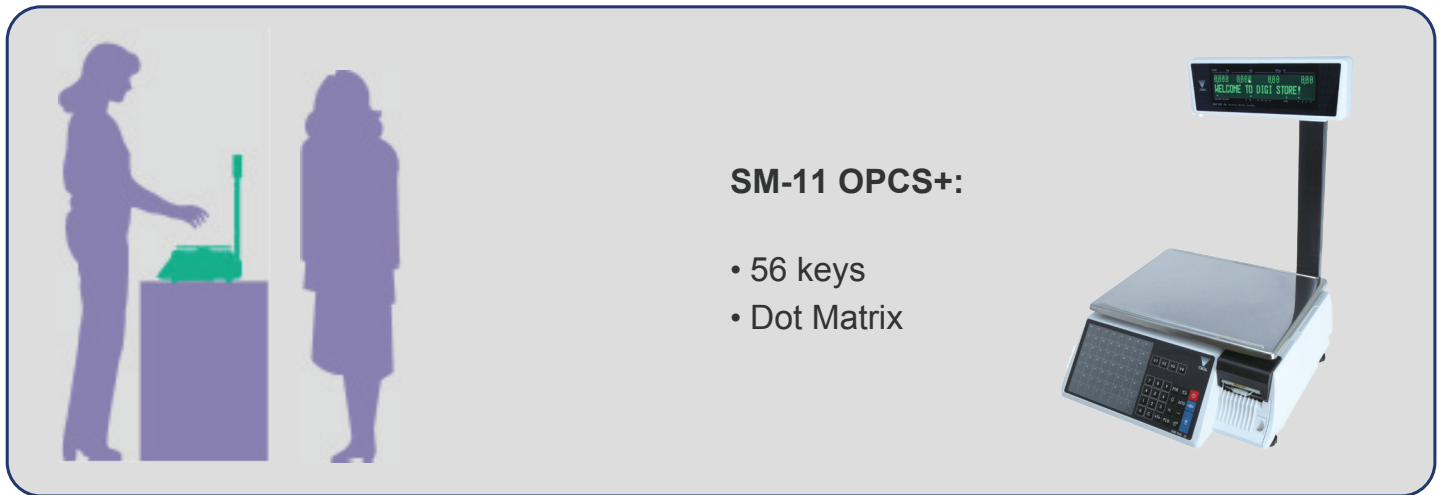 SM-11 OPCS+:
• 56 keys
• Dot Matrix
WELCOME TO DIGI STORE!